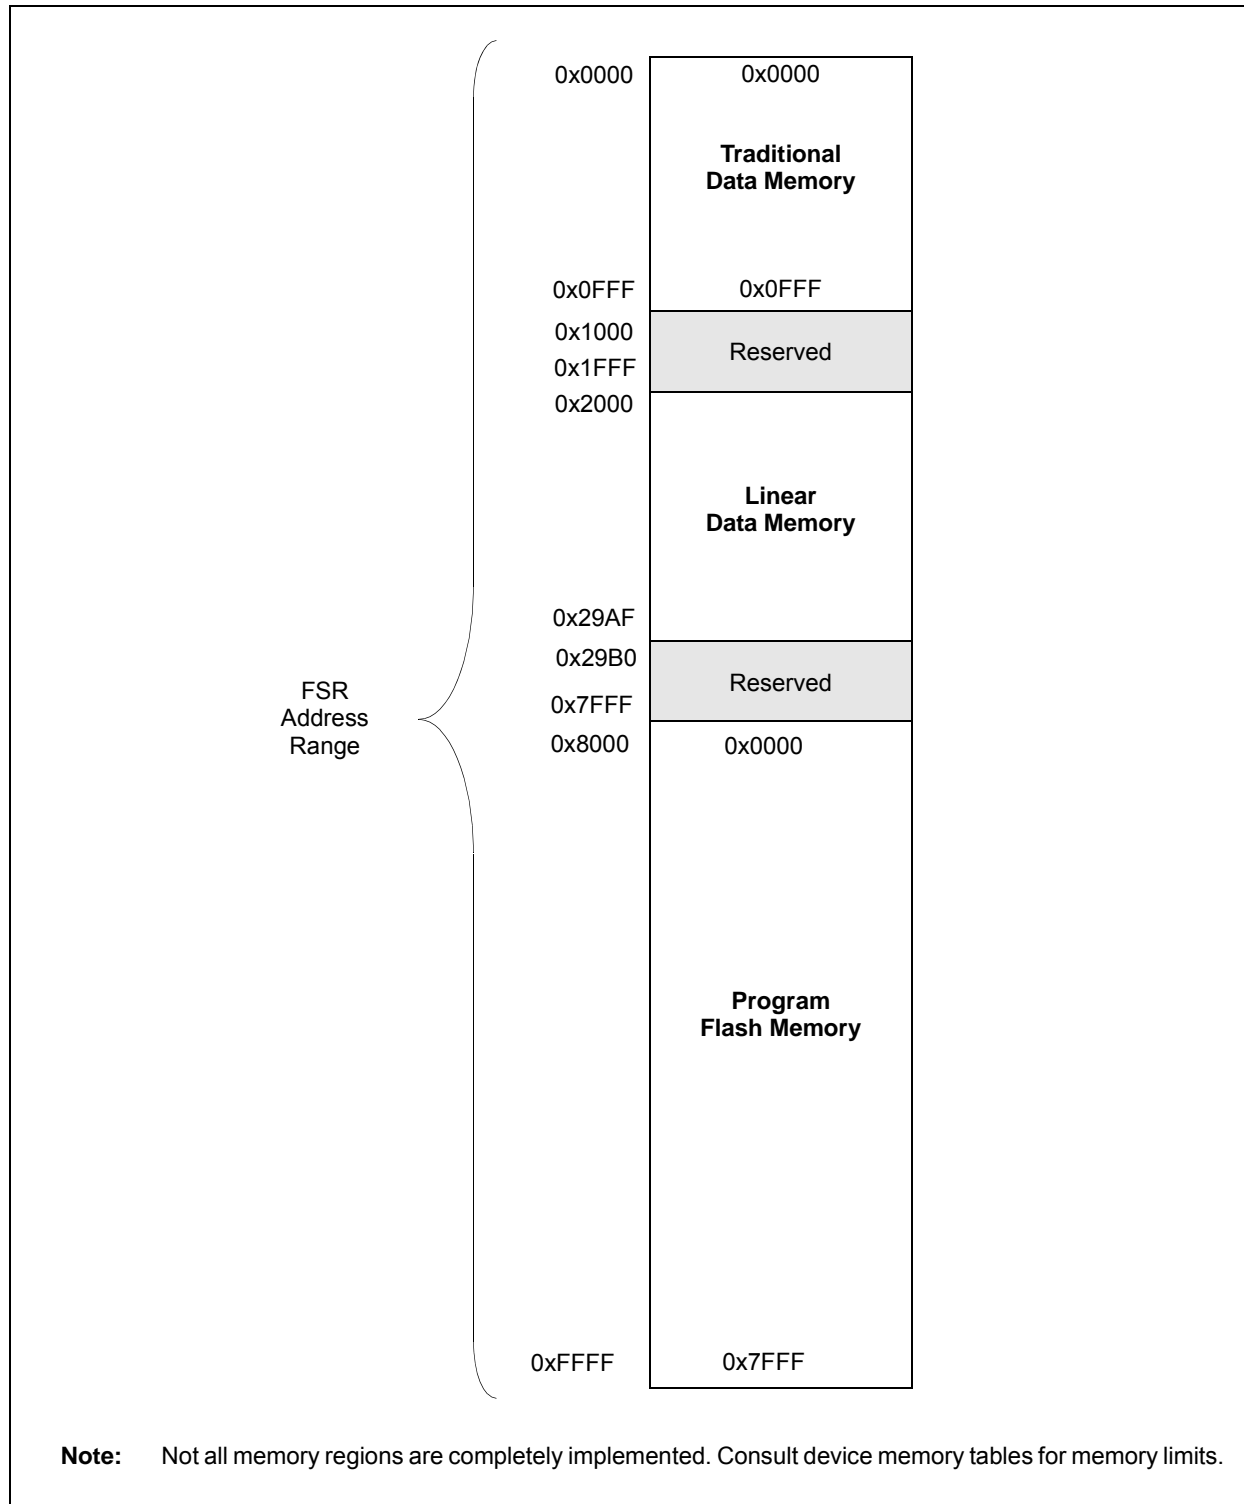 0x0000 0x0000
Traditional
Data Memory
0x0FFF 0x0FFF
0x1000
Reserved
0x1FFF
0x2000
Linear
Data Memory
0x29AF
0x29B0
Reserved
0x7FFF
FSR
Address
Range
0x8000 0x0000
Program
Flash Memory
0xFFFF 0x7FFF
Note: Not all memory regions are completely implemented. Consult device memory tables for memory limits.